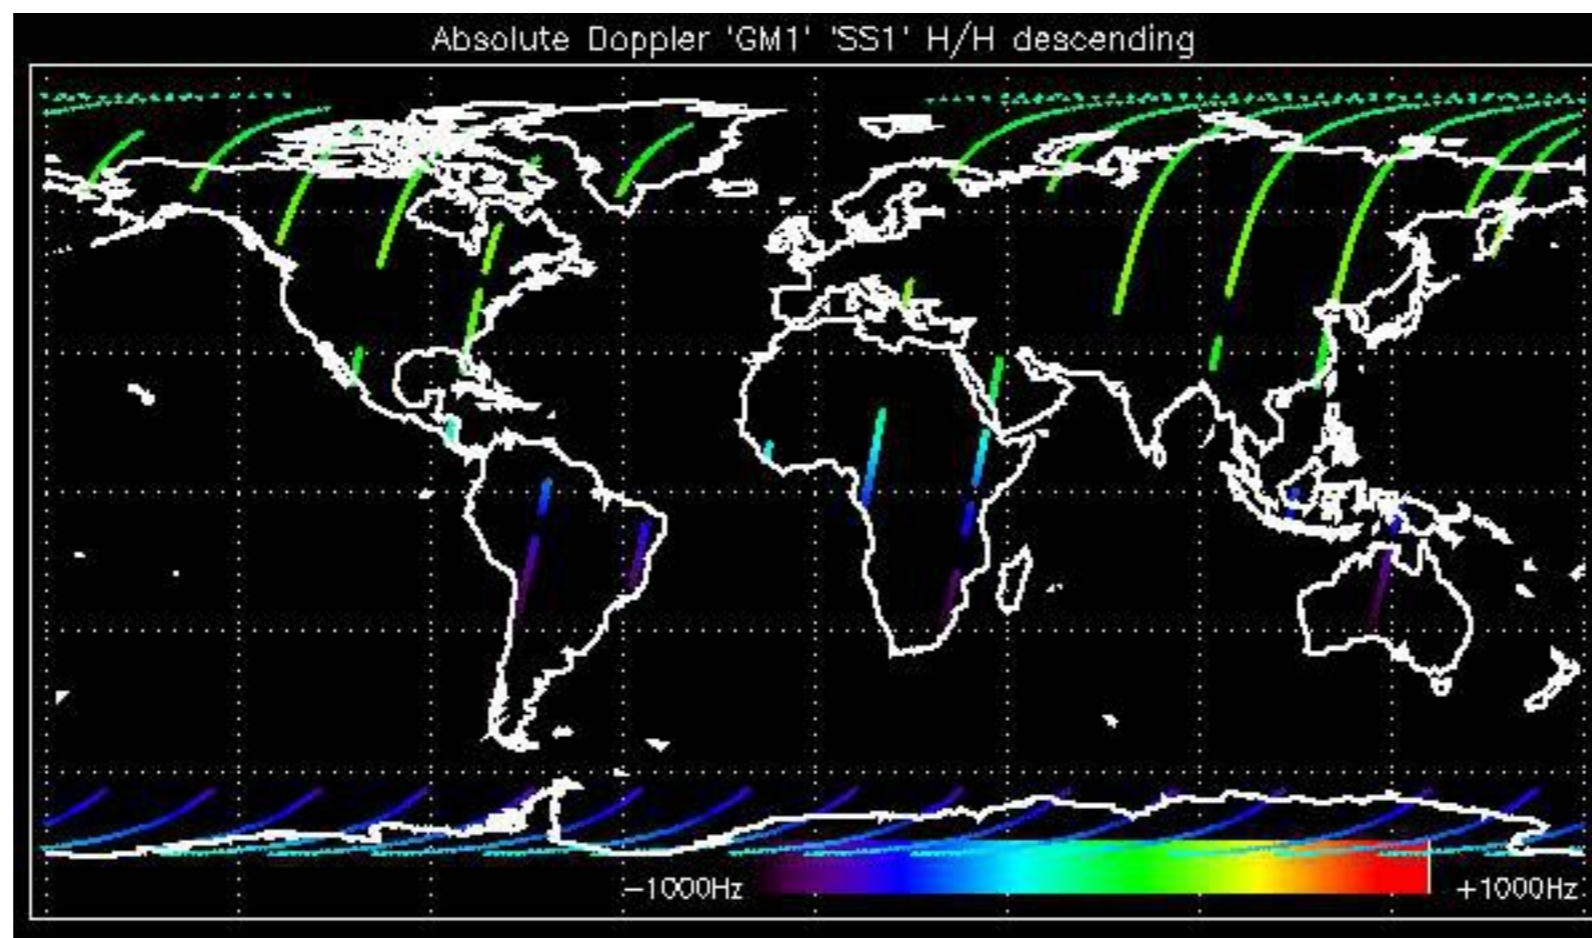 Absolute Doppler 'GM1' 'SS1' H/H descending
-1000Hz
+1000Hz